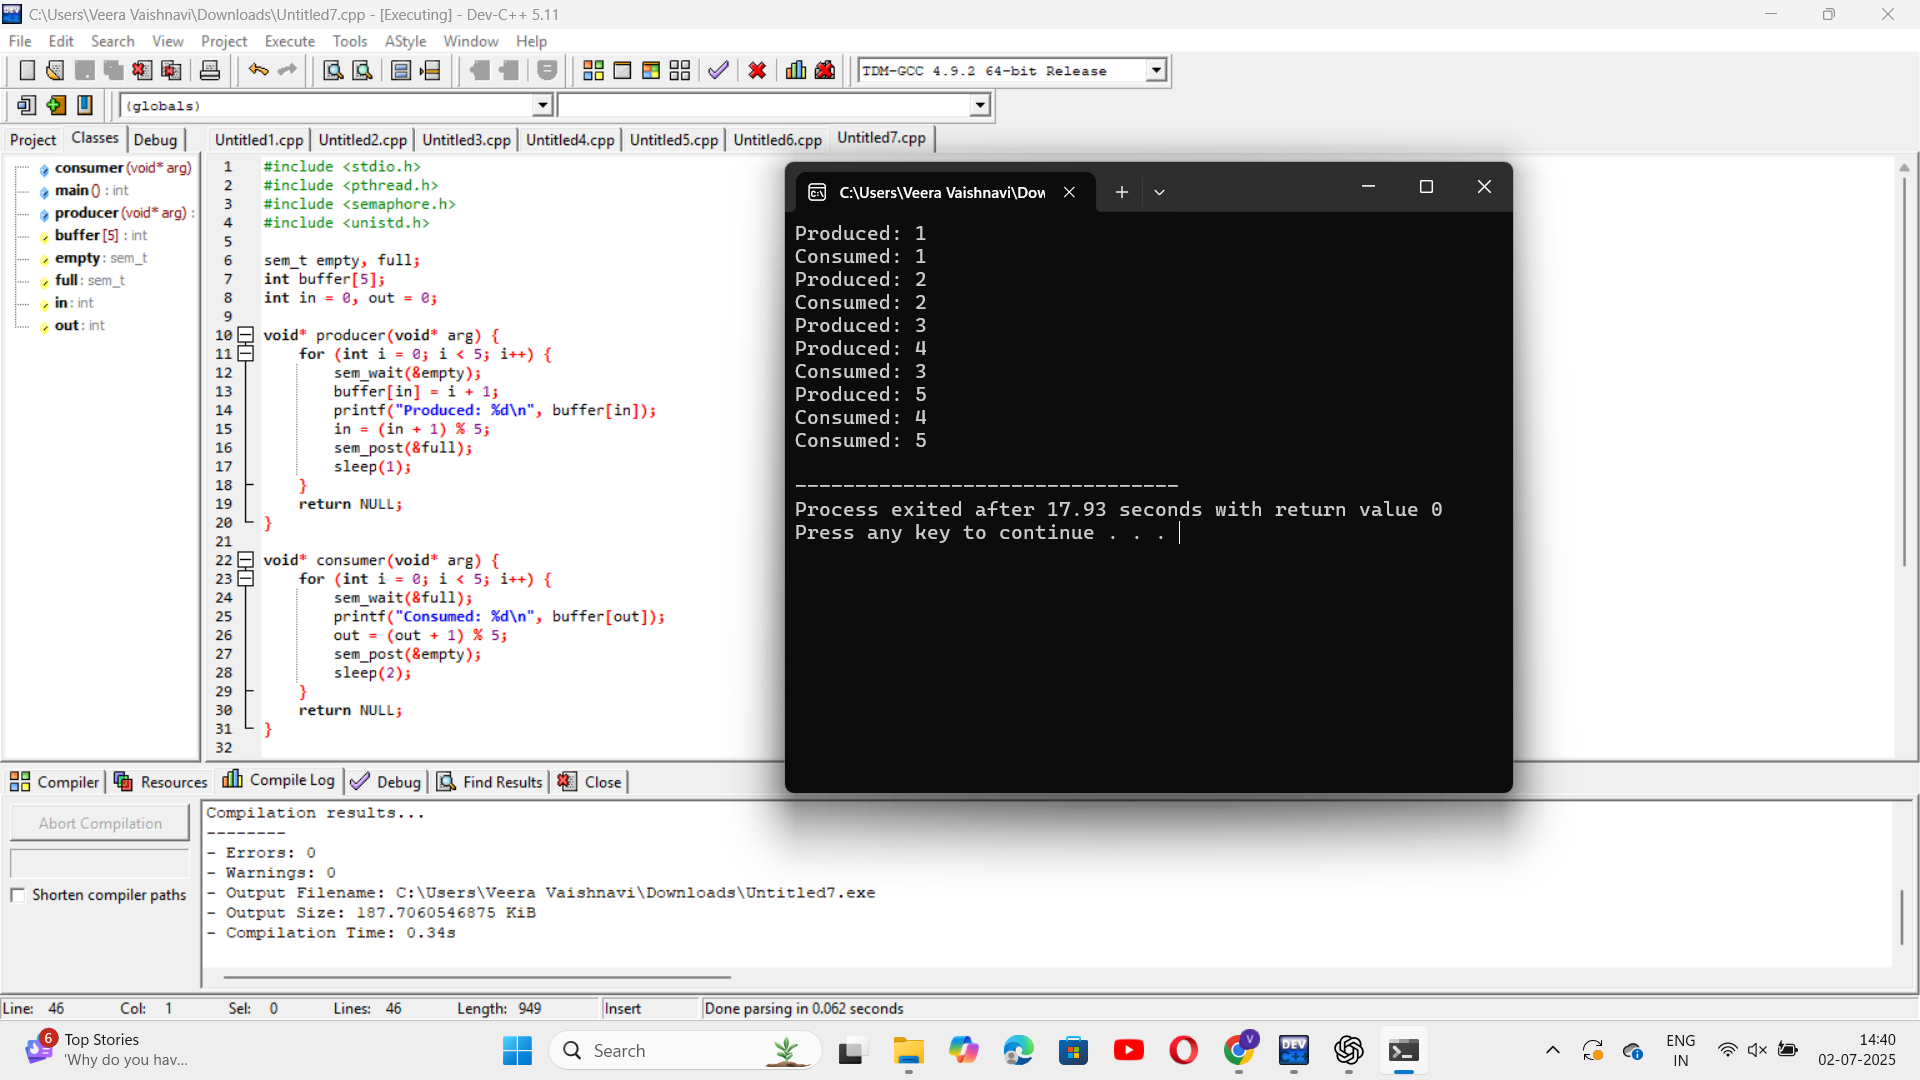 C:\Users\Veera Vaishnavi\Downloads\Untitled7.cpp - [Executing] - Dev-C++ 5.11
File Edit Search View Project Execute Tools AStyle Window Help
TDM-GCC 4.9.2 64-bit Release
(globals)
Project Classes Debug
Untitled1.cpp Untitled2.cpp Untitled3.cpp Untitled4.cpp Untitled5.cpp Untitled6.cpp Untitled7.cpp
consumer (void* arg)
main () : int
producer (void* arg) :
buffer [5] : int
empty : sem_t
full : sem_t
in : int
out : int
1 #include <stdio.h>
2 #include <pthread.h>
3 #include <semaphore.h>
4 #include <unistd.h>
5
6 sem_t empty, full;
7 int buffer[5];
8 int in = 0, out = 0;
9
10 void* producer(void* arg) {
11 for (int i = 0; i < 5; i++) {
12 sem_wait(&empty);
13 buffer[in] = i + 1;
14 printf("Produced: %d\n", buffer[in]);
15 in = (in + 1) % 5;
16 sem_post(&full);
17 sleep(1);
18 }
19 return NULL;
20 }
21
22 void* consumer(void* arg) {
23 for (int i = 0; i < 5; i++) {
24 sem_wait(&full);
25 printf("Consumed: %d\n", buffer[out]);
26 out = (out + 1) % 5;
27 sem_post(&empty);
28 sleep(2);
29 }
30 return NULL;
31 }
32
C:\Users\Veera Vaishnavi\Dow
Produced: 1
Consumed: 1
Produced: 2
Consumed: 2
Produced: 3
Produced: 4
Consumed: 3
Produced: 5
Consumed: 4
Consumed: 5
--------------------------------
Process exited after 17.93 seconds with return value 0
Press any key to continue . . .
Compiler Resources Compile Log Debug Find Results Close
Abort Compilation
Shorten compiler paths
Compilation results...
--------
- Errors: 0
- Warnings: 0
- Output Filename: C:\Users\Veera Vaishnavi\Downloads\Untitled7.exe
- Output Size: 187.7060546875 KiB
- Compilation Time: 0.34s
Line: 46 Col: 1 Sel: 0 Lines: 46 Length: 949 Insert Done parsing in 0.062 seconds
6
Top Stories
'Why do you hav...
Search
V
DEV
ENG
IN
14:40
02-07-2025